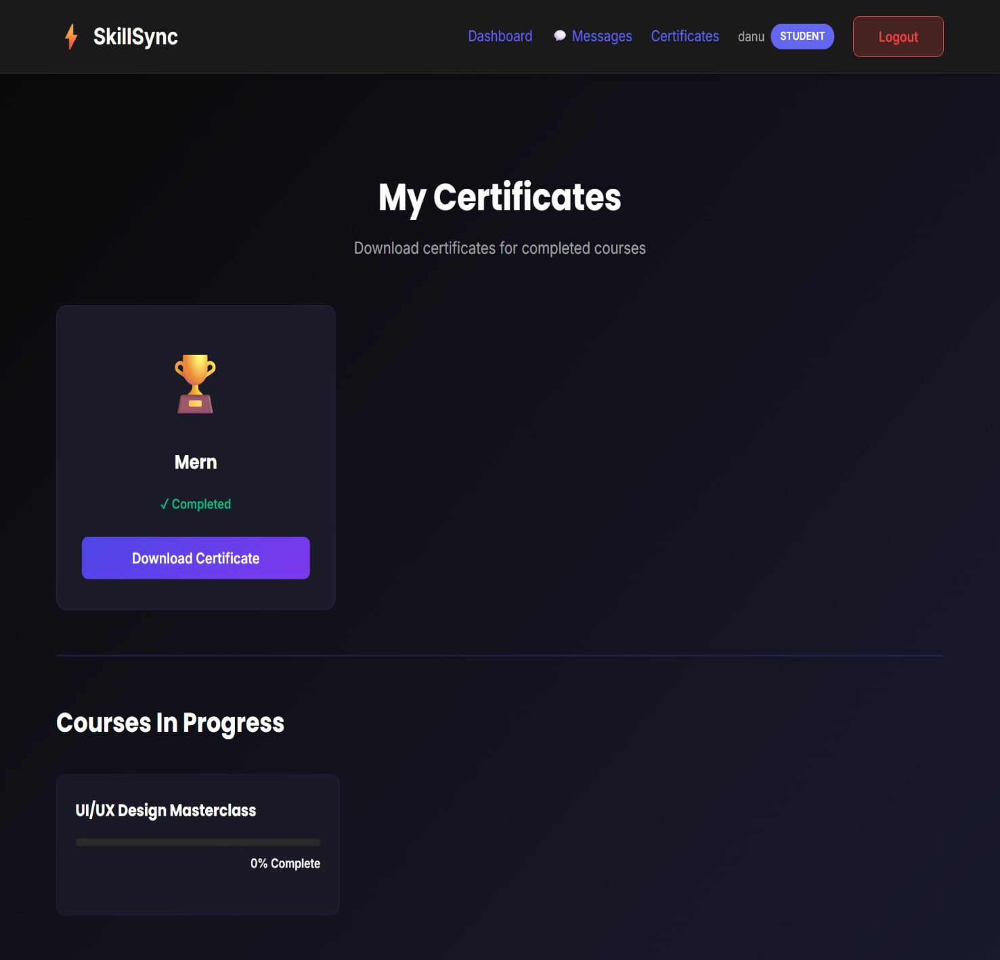 SkillSync
Dashboard
Messages
Certificates
danu
STUDENT
Logout
My Certificates
Download certificates for completed courses
Mern
✓ Completed
Download Certificate
Courses In Progress
UI/UX Design Masterclass
0% Complete